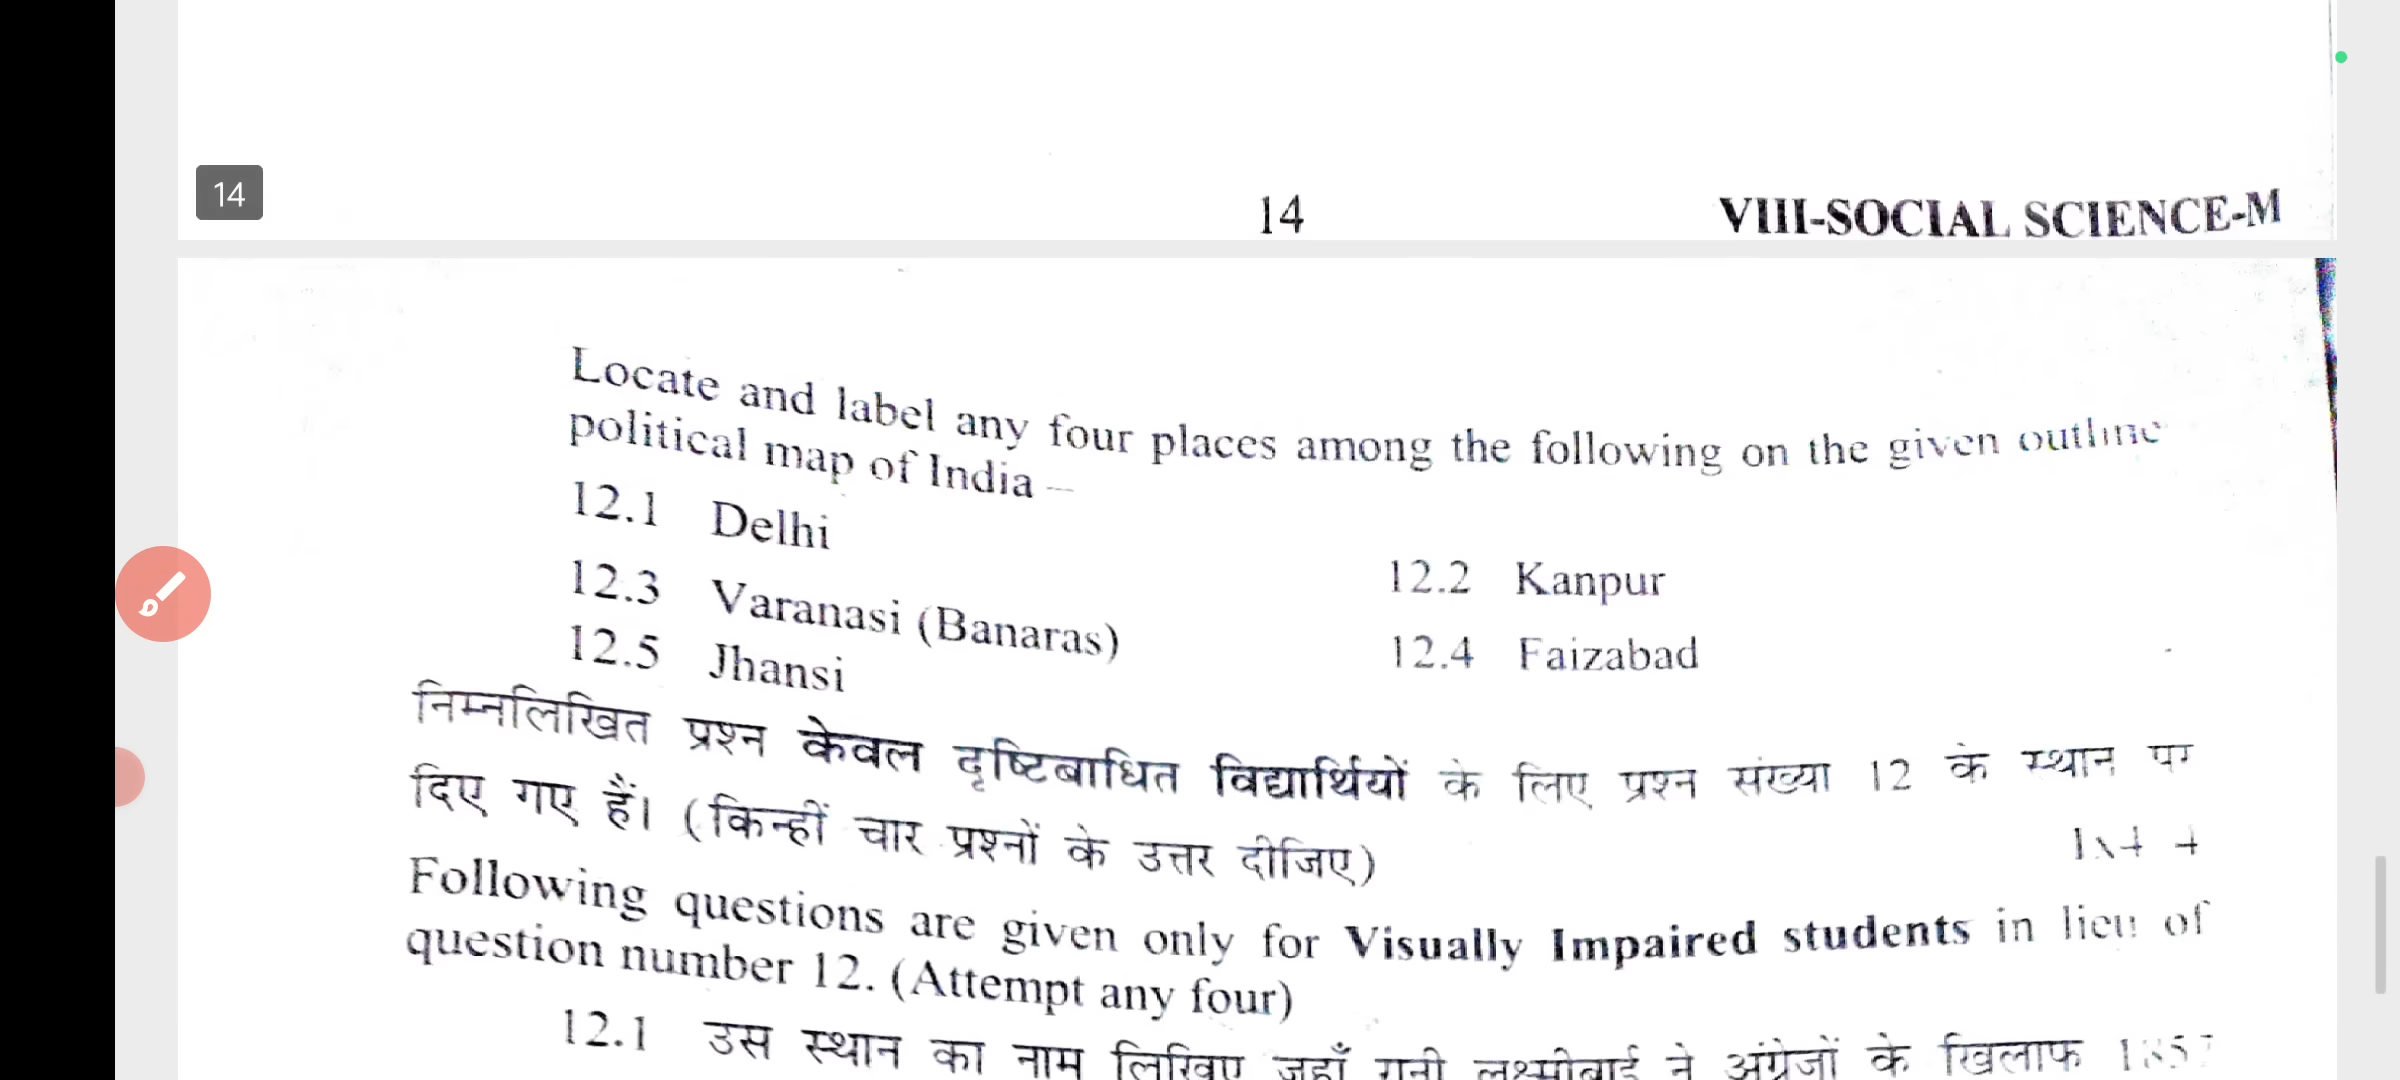 14
14 VIII-SOCIAL SCIENCE-M
Locate and label any four places among the following on the given outline
political map of India –
12.1 Delhi
12.2 Kanpur
12.3 Varanasi (Banaras)
12.4 Faizabad
12.5 Jhansi
निम्नलिखित प्रश्न केवल दृष्टिबाधित विद्यार्थियों के लिए प्रश्न संख्या 12 के स्थान पर
दिए गए हैं। (किन्हीं चार प्रश्नों के उत्तर दीजिए)
Following questions are given only for Visually Impaired students in lieu of
question number 12. (Attempt any four)
12.1 उस स्थान का नाम लिखिए जहाँ रानी लक्ष्मीबाई ने अंग्रेजों के खिलाफ 1857